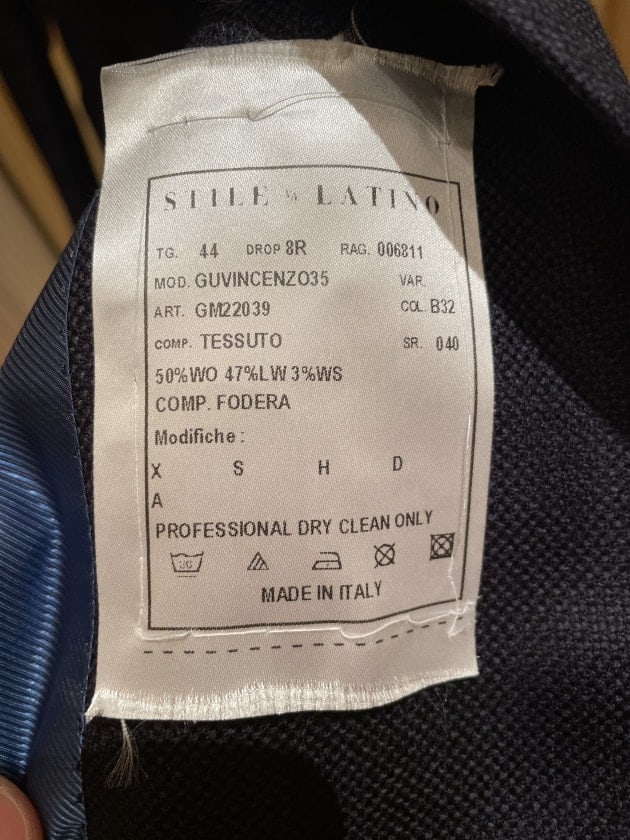 STILE LATINO
TG. 44 DROP 8R RAG. 006811
MOD. GUVINCENZO35 VAR.
ART. GM22039 COL. B32
COMP. TESSUTO SR. 040
50%WO 47%LW 3%WS
COMP. FODERA
Modifiche :
X S H D
A
PROFESSIONAL DRY CLEAN ONLY
30
MADE IN ITALY